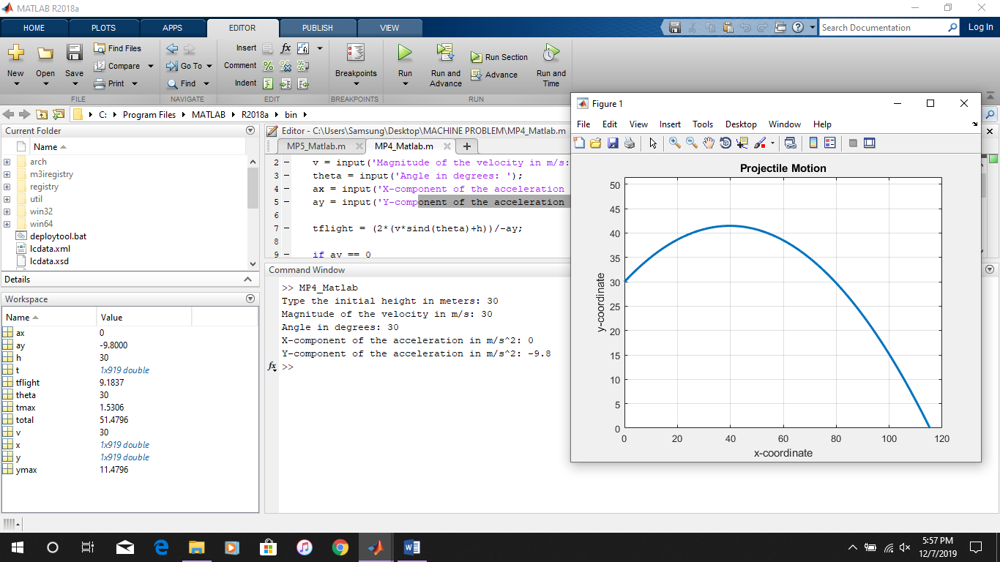 MATLAB R2018a
HOME PLOTS APPS EDITOR PUBLISH VIEW Search Documentation Log In
New Open Save Find Files Compare Print
Go To Find
Insert fx
Comment
Indent
Breakpoints
Run Run and Advance Run Section Advance Run and Time
FILE NAVIGATE EDIT BREAKPOINTS RUN
C: Program Files MATLAB R2018a bin
Current Folder
Name
arch
m3iregistry
registry
util
win32
win64
deploytool.bat
lcdata.xml
lcdata.xsd
Details
Workspace
Name Value
ax 0
ay -9.8000
h 30
t 1x919 double
tflight 9.1837
theta 30
tmax 1.5306
total 51.4796
v 30
x 1x919 double
y 1x919 double
ymax 11.4796
Editor - C:\Users\Samsung\Desktop\MACHINE PROBLEM\MP4_Matlab.m
MP5_Matlab.m MP4_Matlab.m
2 – v = input('Magnitude of the velocity in m/s:
3 – theta = input('Angle in degrees: ');
4 – ax = input('X-component of the acceleration
5 – ay = input('Y-component of the acceleration
6
7 – tflight = (2*(v*sind(theta)+h))/-ay;
8
9 – if ay == 0
Command Window
>> MP4_Matlab
Type the initial height in meters: 30
Magnitude of the velocity in m/s: 30
Angle in degrees: 30
X-component of the acceleration in m/s^2: 0
Y-component of the acceleration in m/s^2: -9.8
fx >>
Figure 1
File Edit View Insert Tools Desktop Window Help
Projectile Motion
50
45
40
35
30
25
20
15
10
5
0
y-coordinate
0 20 40 60 80 100 120
x-coordinate
5:57 PM
12/7/2019